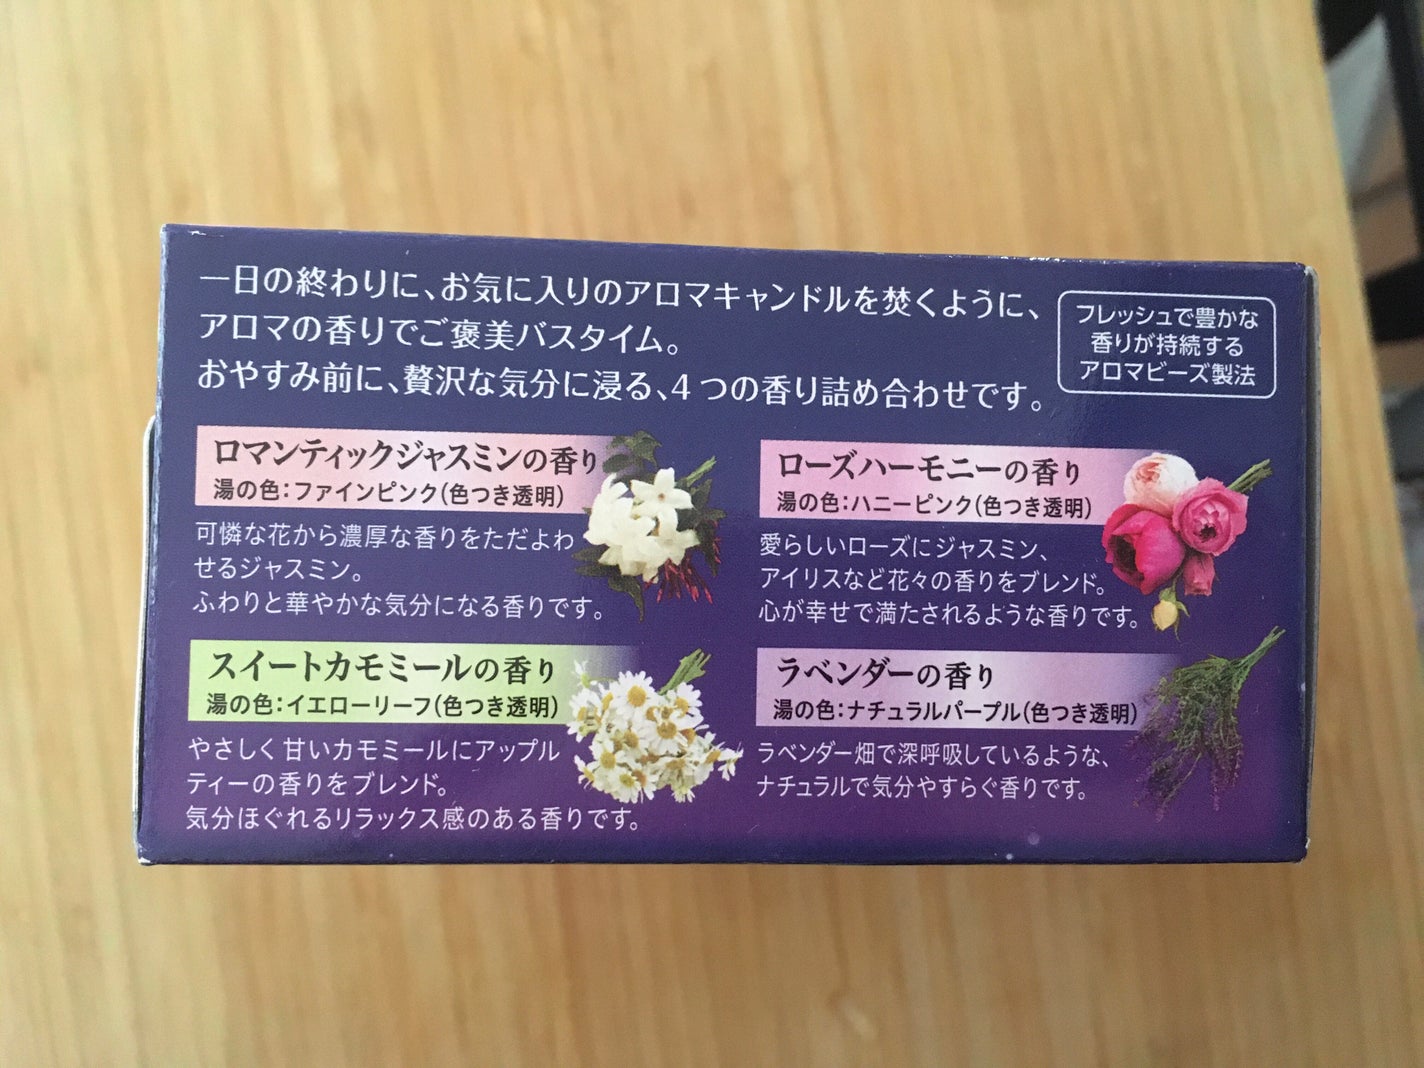 一日の終わりに、お気に入りのアロマキャンドルを焚くように、
アロマの香りでご褒美バスタイム。
おやすみ前に、贅沢な気分に浸る、4つの香り詰め合わせです。
フレッシュで豊かな
香りが持続する
アロマビーズ製法
ロマンティックジャスミンの香り
湯の色：ファインピンク（色つき透明）
可憐な花から濃厚な香りをただよわ
せるジャスミン。
ふわりと華やかな気分になる香りです。
ローズハーモニーの香り
湯の色：ハニーピンク（色つき透明）
愛らしいローズにジャスミン、
アイリスなど花々の香りをブレンド。
心が幸せで満たされるような香りです。
スイートカモミールの香り
湯の色：イエローリーフ（色つき透明）
やさしく甘いカモミールにアップル
ティーの香りをブレンド。
気分ほぐれるリラックス感のある香りです。
ラベンダーの香り
湯の色：ナチュラルパープル（色つき透明）
ラベンダー畑で深呼吸しているような、
ナチュラルで気分やすらぐ香りです。